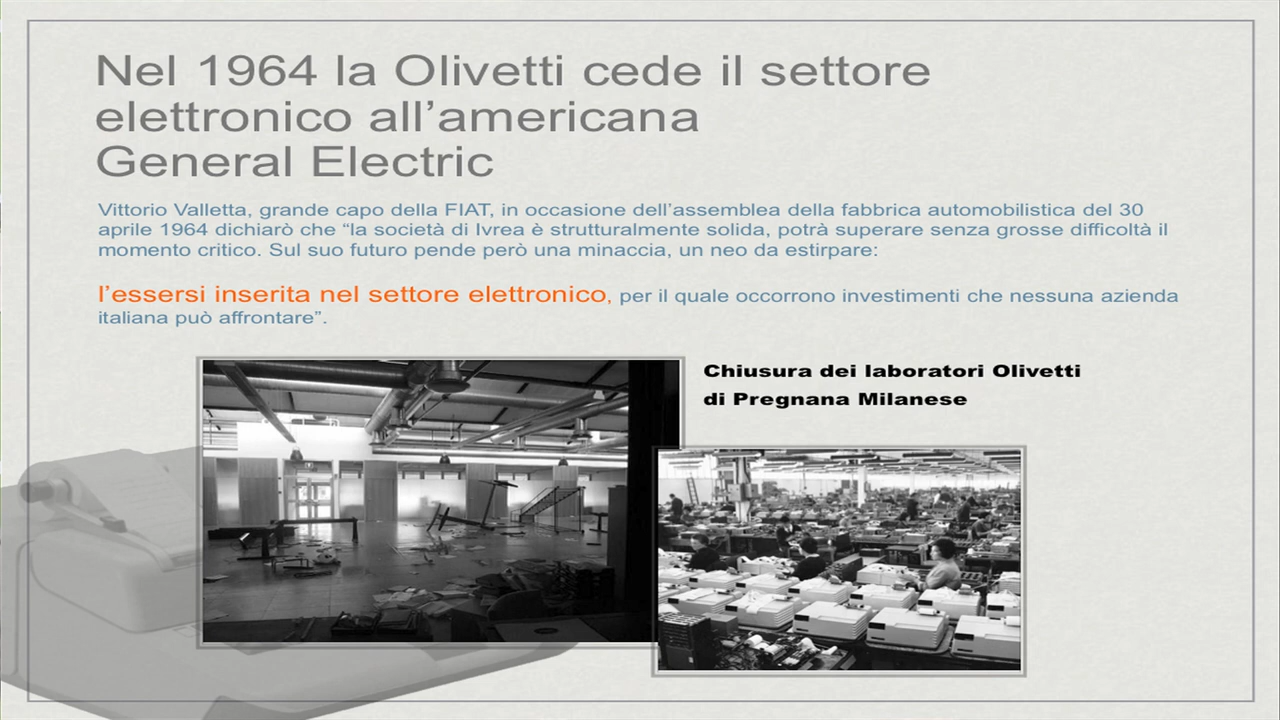 Nel 1964 la Olivetti cede il settore
elettronico all’americana
General Electric
Vittorio Valletta, grande capo della FIAT, in occasione dell’assemblea della fabbrica automobilistica del 30
aprile 1964 dichiarò che “la società di Ivrea è strutturalmente solida, potrà superare senza grosse difficoltà il
momento critico. Sul suo futuro pende però una minaccia, un neo da estirpare:
l’essersi inserita nel settore elettronico, per il quale occorrono investimenti che nessuna azienda
italiana può affrontare”.
Chiusura dei laboratori Olivetti
di Pregnana Milanese